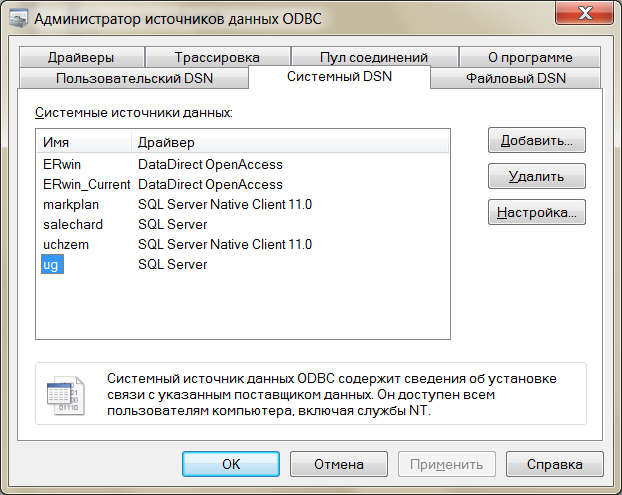 Администратор источников данных ODBC
Драйверы Трассировка Пул соединений О программе
Пользовательский DSN Системный DSN Файловый DSN
Системные источники данных:
Имя Драйвер
ERwin DataDirect OpenAccess
ERwin_Current DataDirect OpenAccess
markplan SQL Server Native Client 11.0
salechard SQL Server
uchzem SQL Server Native Client 11.0
ug SQL Server
Добавить...
Удалить
Настройка...
Системный источник данных ODBC содержит сведения об установке
связи с указанным поставщиком данных. Он доступен всем
пользователям компьютера, включая службы NT.
OK Отмена Применить Справка